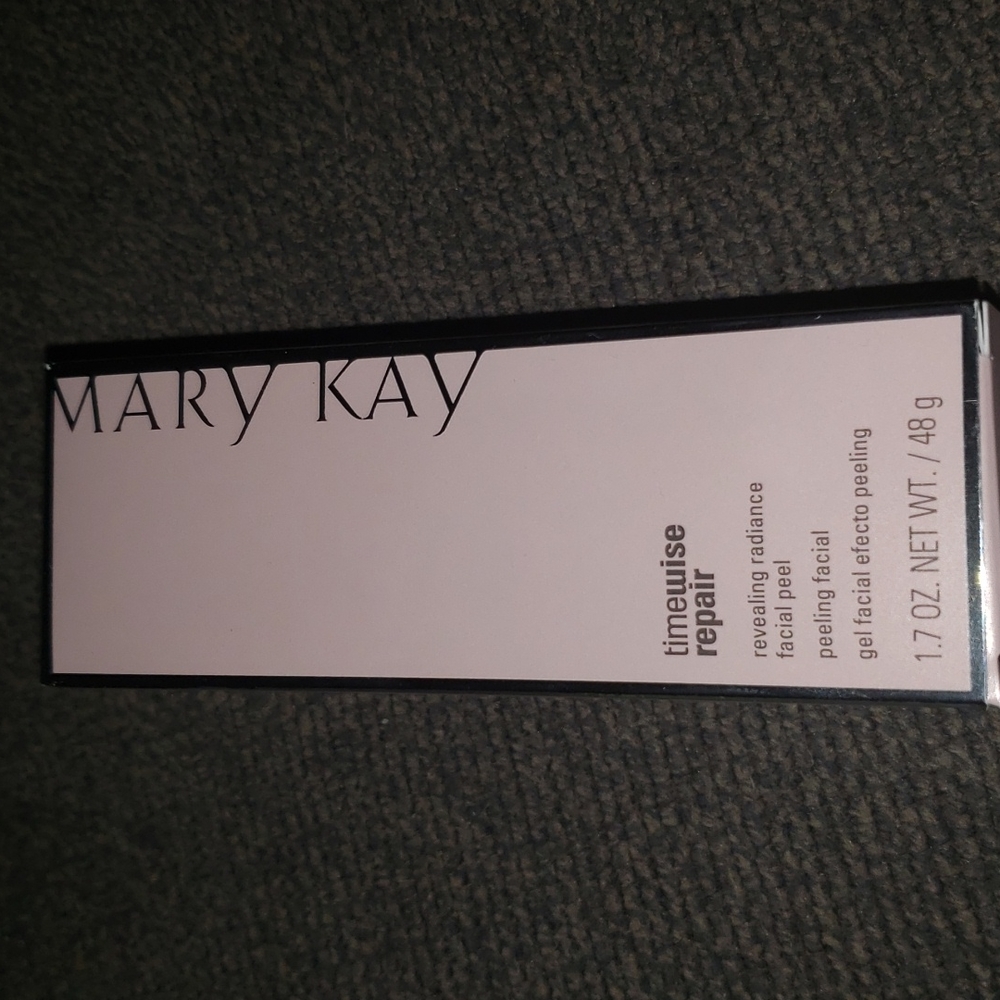 MARY KAY
timewise
repair
revealing radiance
facial peel
peeling facial
gel facial efecto peeling
1.7 OZ. NET WT. / 48 g